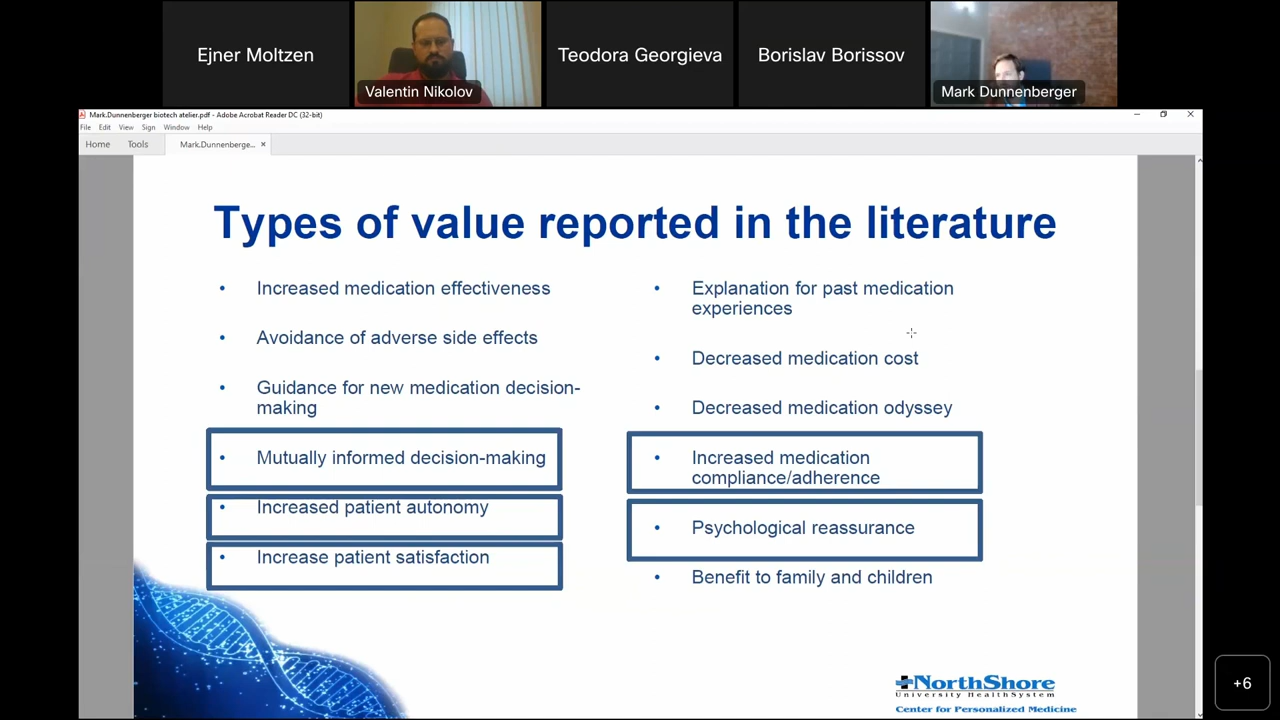 Ejner Moltzen
Valentin Nikolov
Teodora Georgieva
Borislav Borissov
Mark Dunnenberger
Mark.Dunnenberger biotech atelier.pdf - Adobe Acrobat Reader DC (32-bit)
File Edit View Sign Window Help
Home Tools Mark.Dunnenberge... ×
Types of value reported in the literature
• Increased medication effectiveness
• Avoidance of adverse side effects
• Guidance for new medication decision-
making
• Mutually informed decision-making
• Increased patient autonomy
• Increase patient satisfaction
• Explanation for past medication
experiences
• Decreased medication cost
• Decreased medication odyssey
• Increased medication
compliance/adherence
• Psychological reassurance
• Benefit to family and children
NorthShore
University HealthSystem
Center for Personalized Medicine
+6